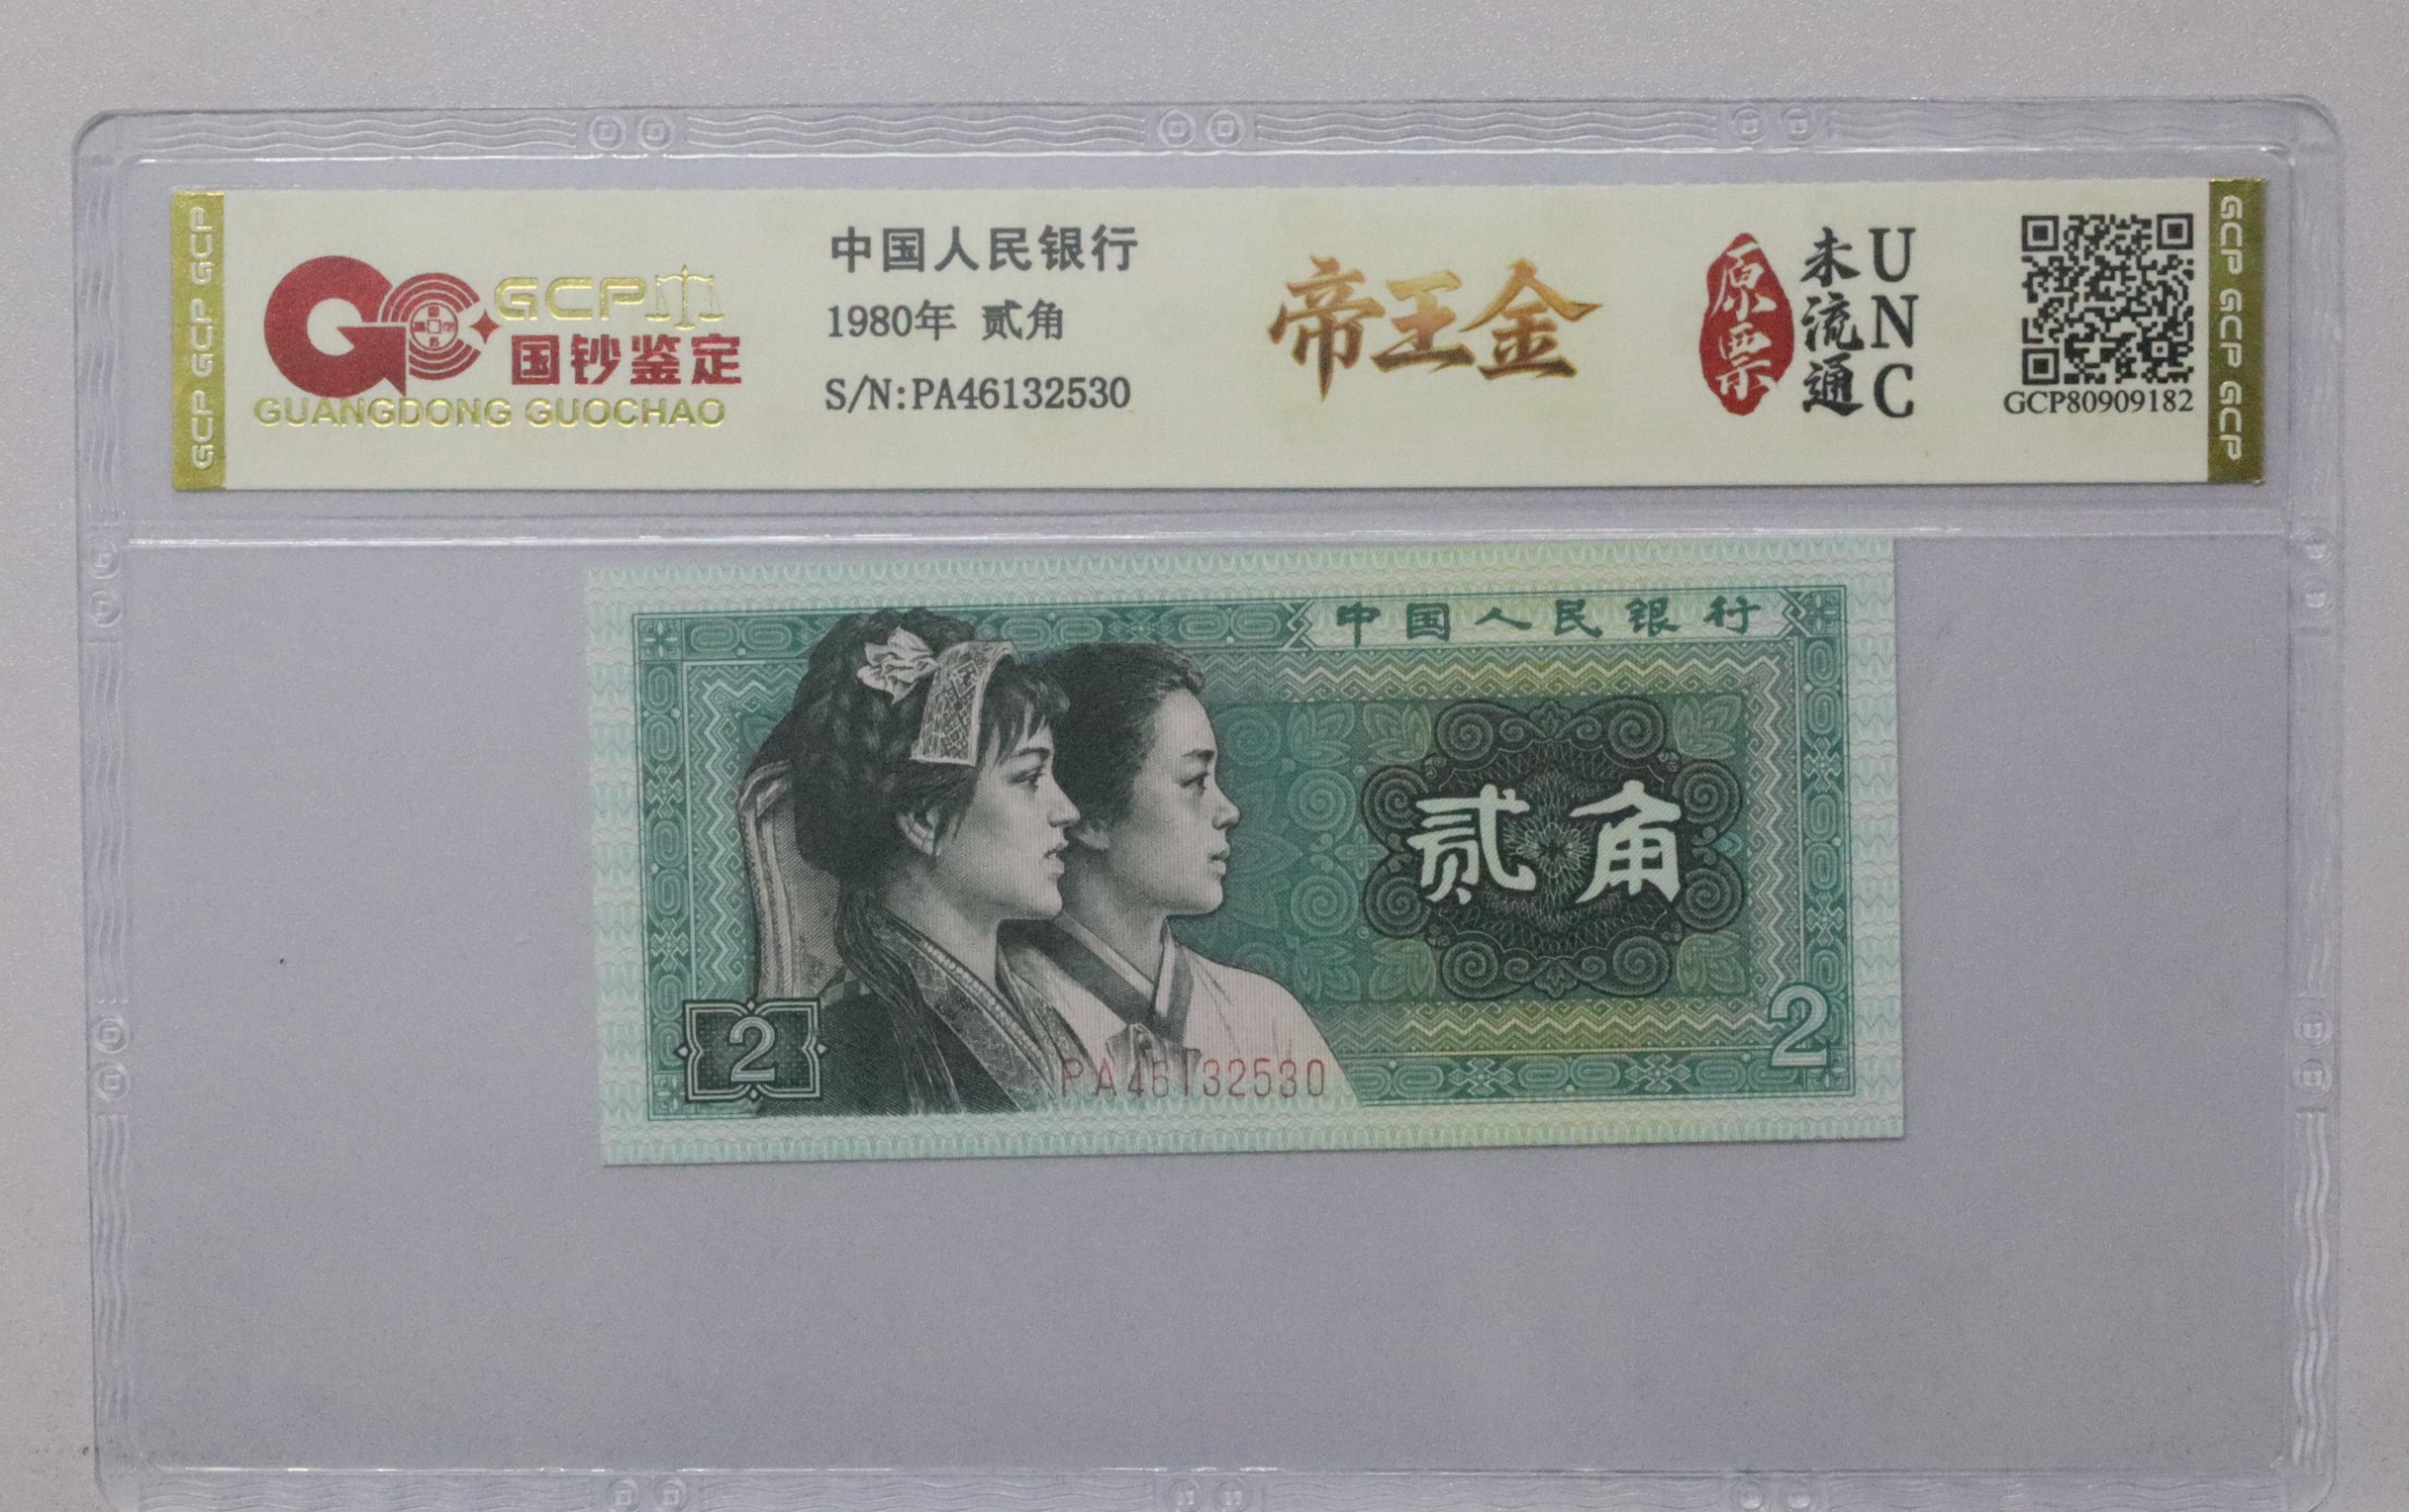 GCP GCP GCP
GCP
国钞鉴定
GUANGDONG GUOCHAO
中国人民银行
1980年 贰角
S/N:PA46132530
帝王金
原票
未流通
UNC
GCP80909182
GCP GCP GCP
中国人民银行
贰角
2
2
PA46132530